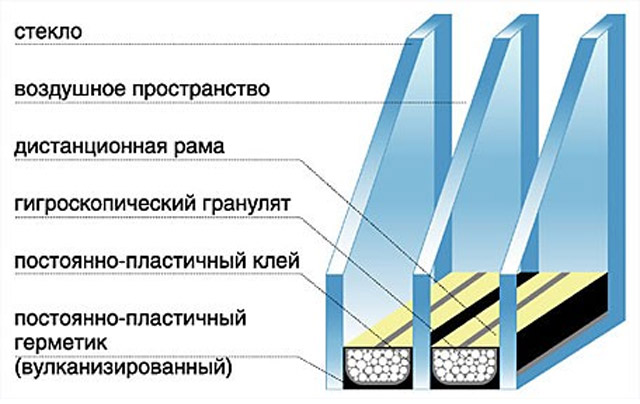 стекло
воздушное пространство
дистанционная рама
гигроскопический гранулят
постоянно-пластичный клей
постоянно-пластичный
герметик
(вулканизированный)